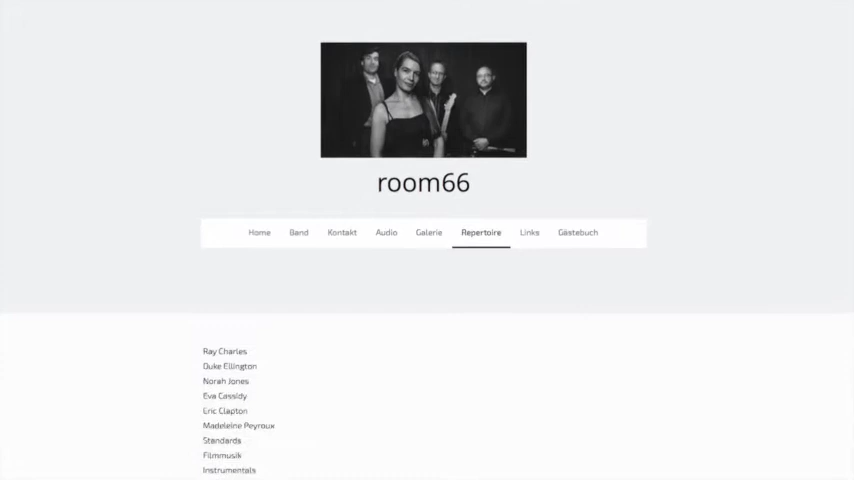 room66
Home Band Kontakt Audio Galerie Repertoire Links Gästebuch
Ray Charles
Duke Ellington
Norah Jones
Eva Cassidy
Eric Clapton
Madeleine Peyroux
Standards
Filmmusik
Instrumentals